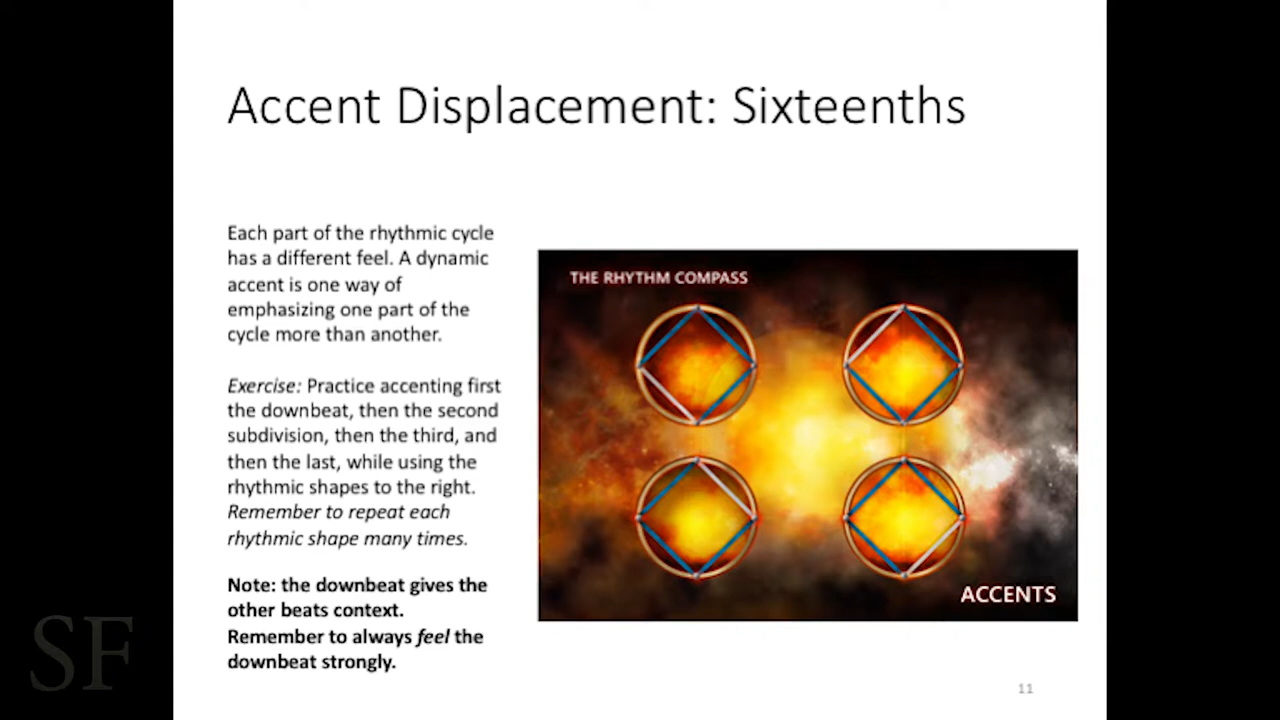 Accent Displacement: Sixteenths
Each part of the rhythmic cycle
has a different feel. A dynamic
accent is one way of
emphasizing one part of the
cycle more than another.
Exercise: Practice accenting first
the downbeat, then the second
subdivision, then the third, and
then the last, while using the
rhythmic shapes to the right.
Remember to repeat each
rhythmic shape many times.
Note: the downbeat gives the
other beats context.
Remember to always feel the
downbeat strongly.
THE RHYTHM COMPASS
ACCENTS
SF
11